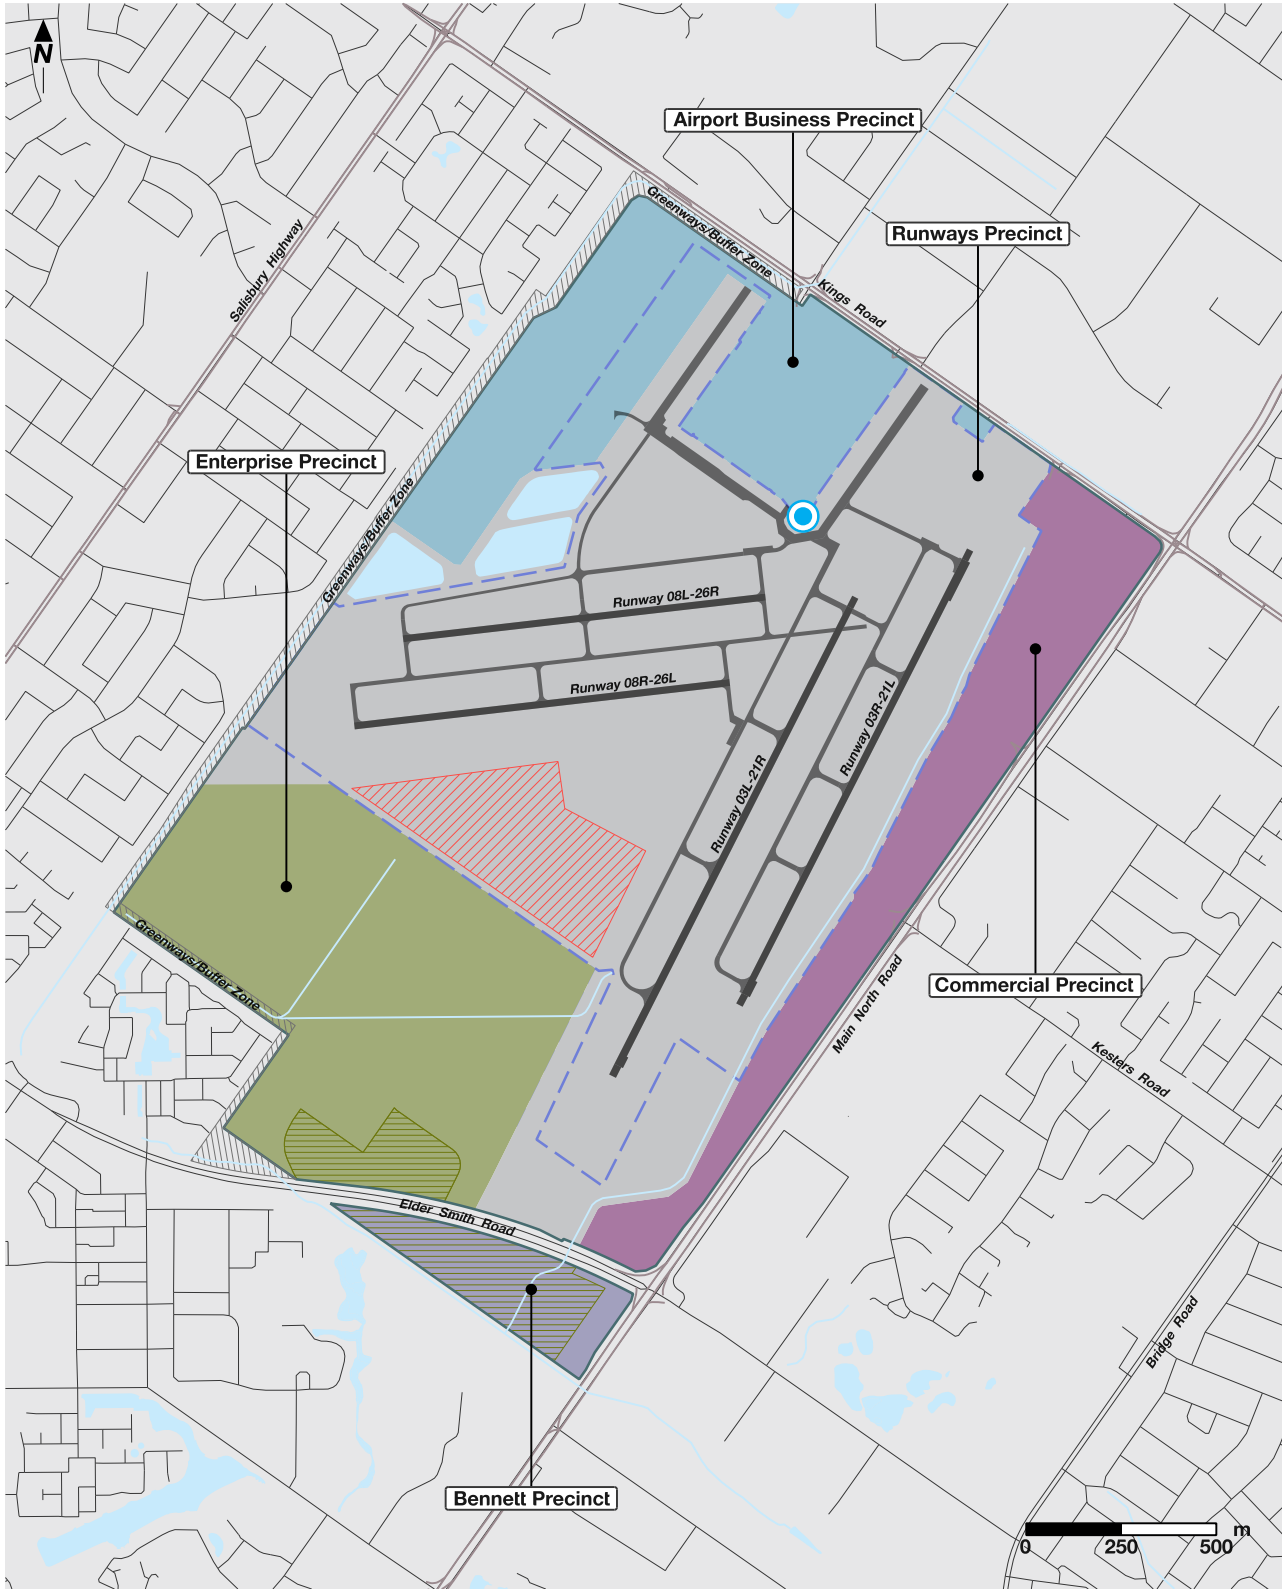 N
Airport Business Precinct
Greenways/Buffer Zone
Runways Precinct
Salisbury Highway
Kings Road
Enterprise Precinct
Greenways/Buffer Zone
Runway 08L-26R
Runway 08R-26L
Runway 03R-21L
Runway 03L-21R
Greenways/Buffer Zone
Commercial Precinct
Main North Road
Kesters Road
Elder Smith Road
Bridge Road
Bennett Precinct
m
0 250 500